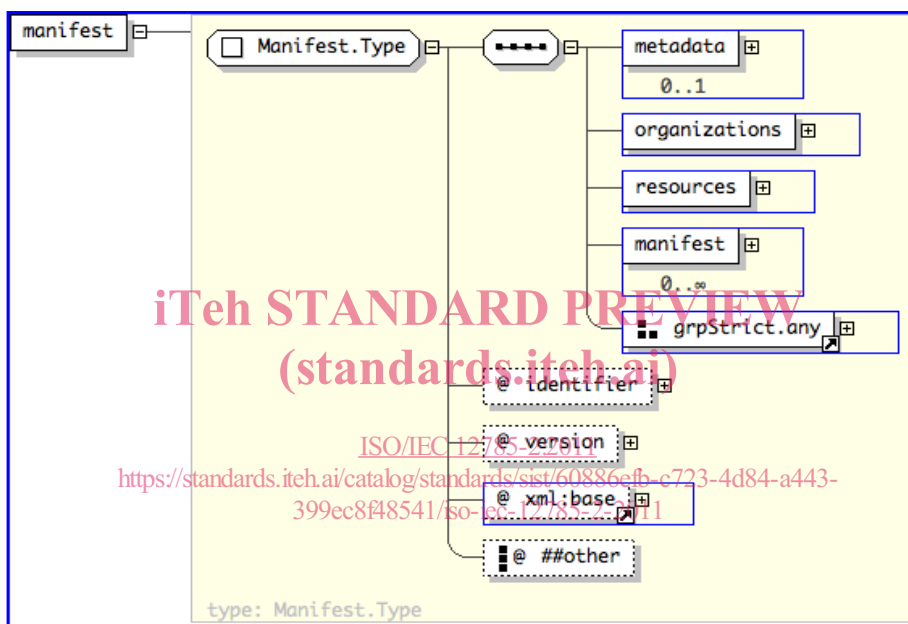 manifest
Manifest.Type
metadata
0..1
organizations
resources
manifest
0..∞
iTeh STANDARD PREVIEW
grpStrict.any
(standards.iteh.ai)
@ identifier
@ version
ISO/IEC 12785-2:2011
https://standards.iteh.ai/catalog/standards/sist/60886efb-c723-4d84-a443-
@ xml:base
399ec8f48541/iso-iec-12785-2-2011
@ ##other
type: Manifest.Type